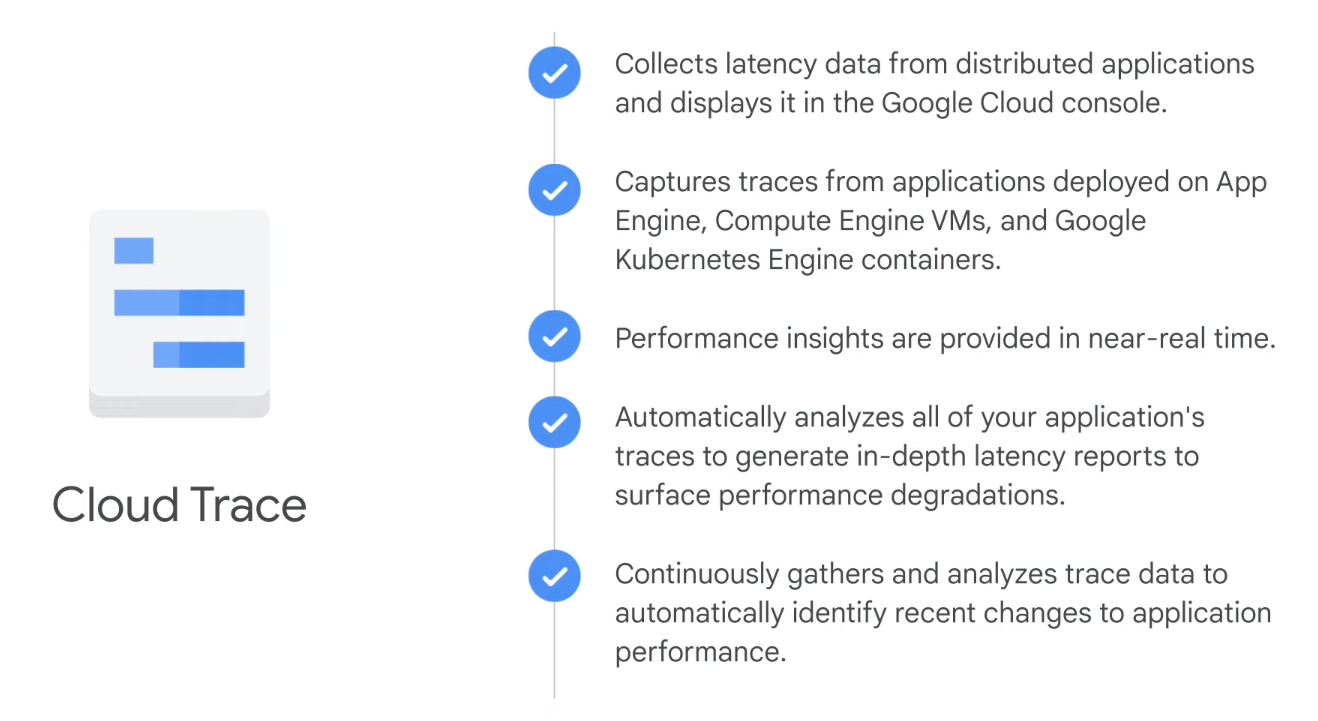 Cloud Trace
Collects latency data from distributed applications
and displays it in the Google Cloud console.
Captures traces from applications deployed on App
Engine, Compute Engine VMs, and Google
Kubernetes Engine containers.
Performance insights are provided in near-real time.
Automatically analyzes all of your application's
traces to generate in-depth latency reports to
surface performance degradations.
Continuously gathers and analyzes trace data to
automatically identify recent changes to application
performance.